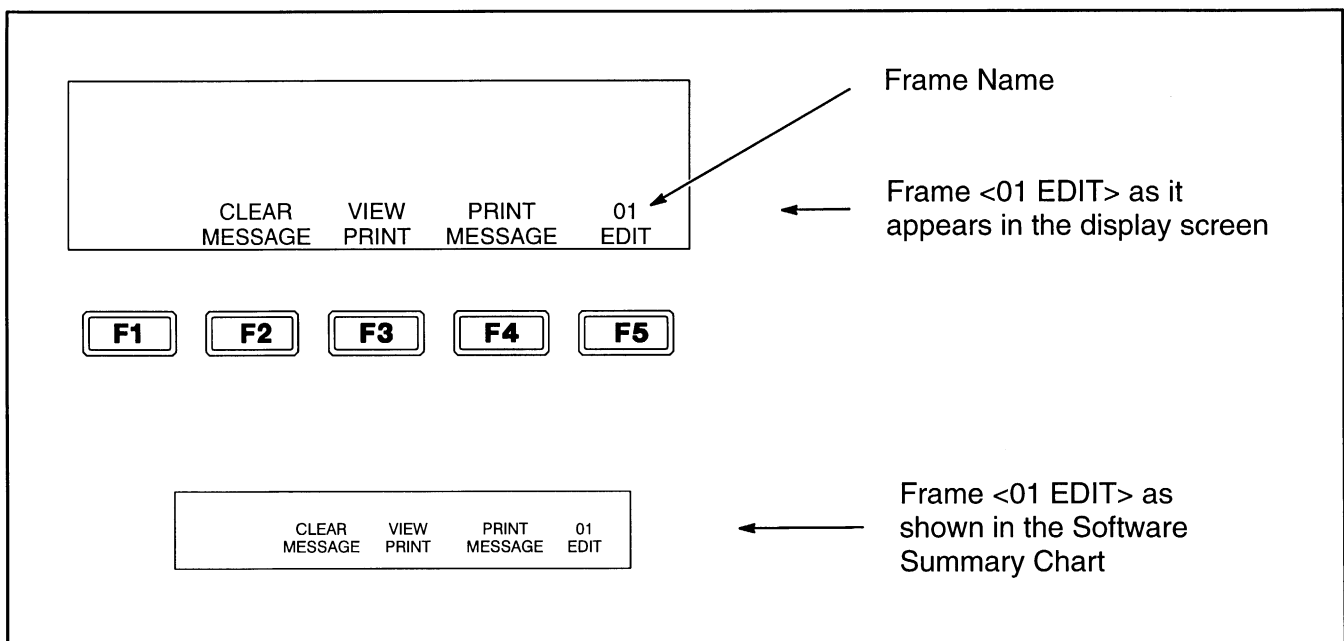 Frame Name
Frame <01 EDIT> as it
appears in the display screen
CLEAR VIEW PRINT 01
MESSAGE PRINT MESSAGE EDIT
F1 F2 F3 F4 F5
Frame <01 EDIT> as
shown in the Software
Summary Chart
CLEAR VIEW PRINT 01
MESSAGE PRINT MESSAGE EDIT